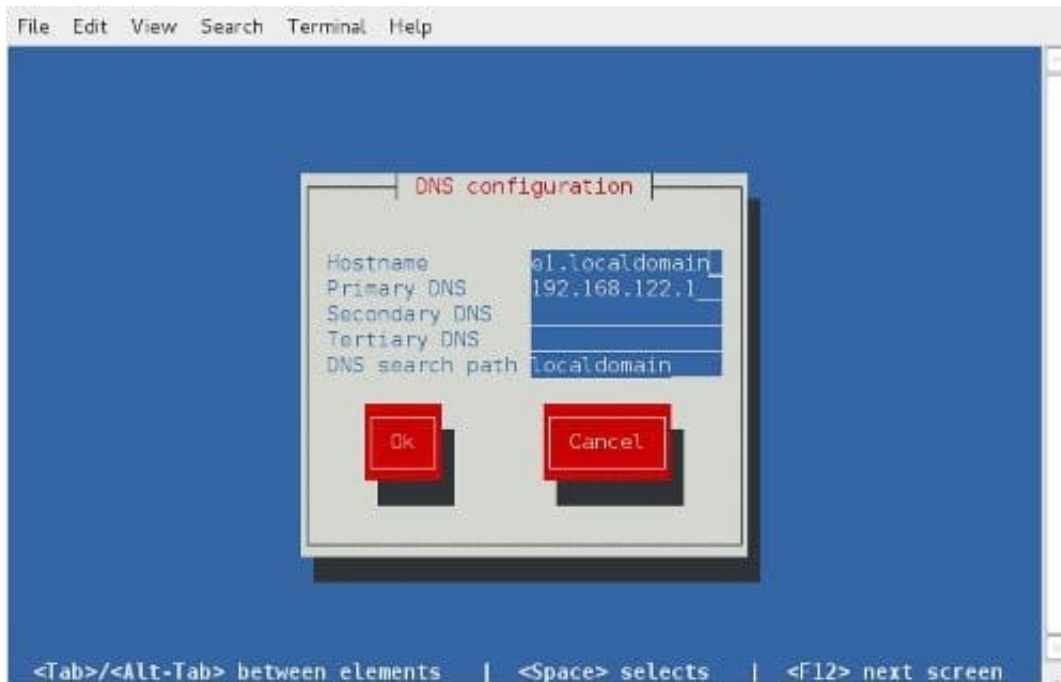 File Edit View Search Terminal Help
DNS configuration
Hostname e1.localdomain
Primary DNS 192.168.122.1
Secondary DNS
Tertiary DNS
DNS search path localdomain
Ok Cancel
<Tab>/<Alt-Tab> between elements | <Space> selects | <F12> next screen